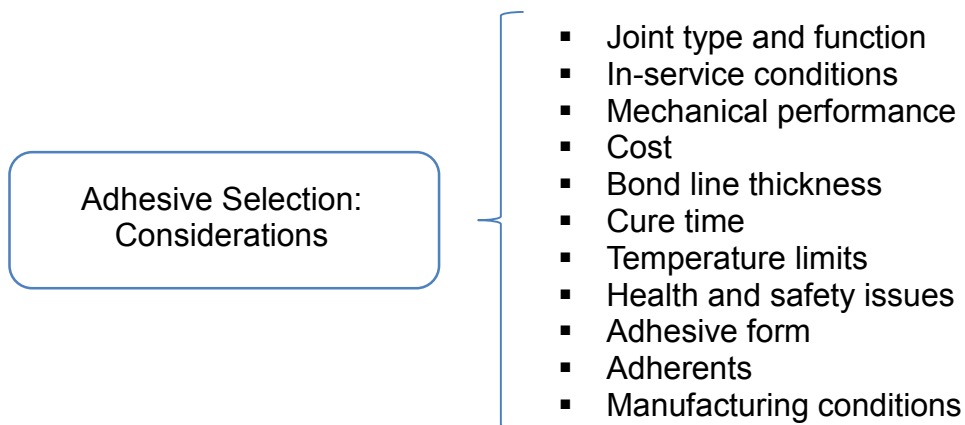 Adhesive Selection:
Considerations
▪ Joint type and function
▪ In-service conditions
▪ Mechanical performance
▪ Cost
▪ Bond line thickness
▪ Cure time
▪ Temperature limits
▪ Health and safety issues
▪ Adhesive form
▪ Adherents
▪ Manufacturing conditions